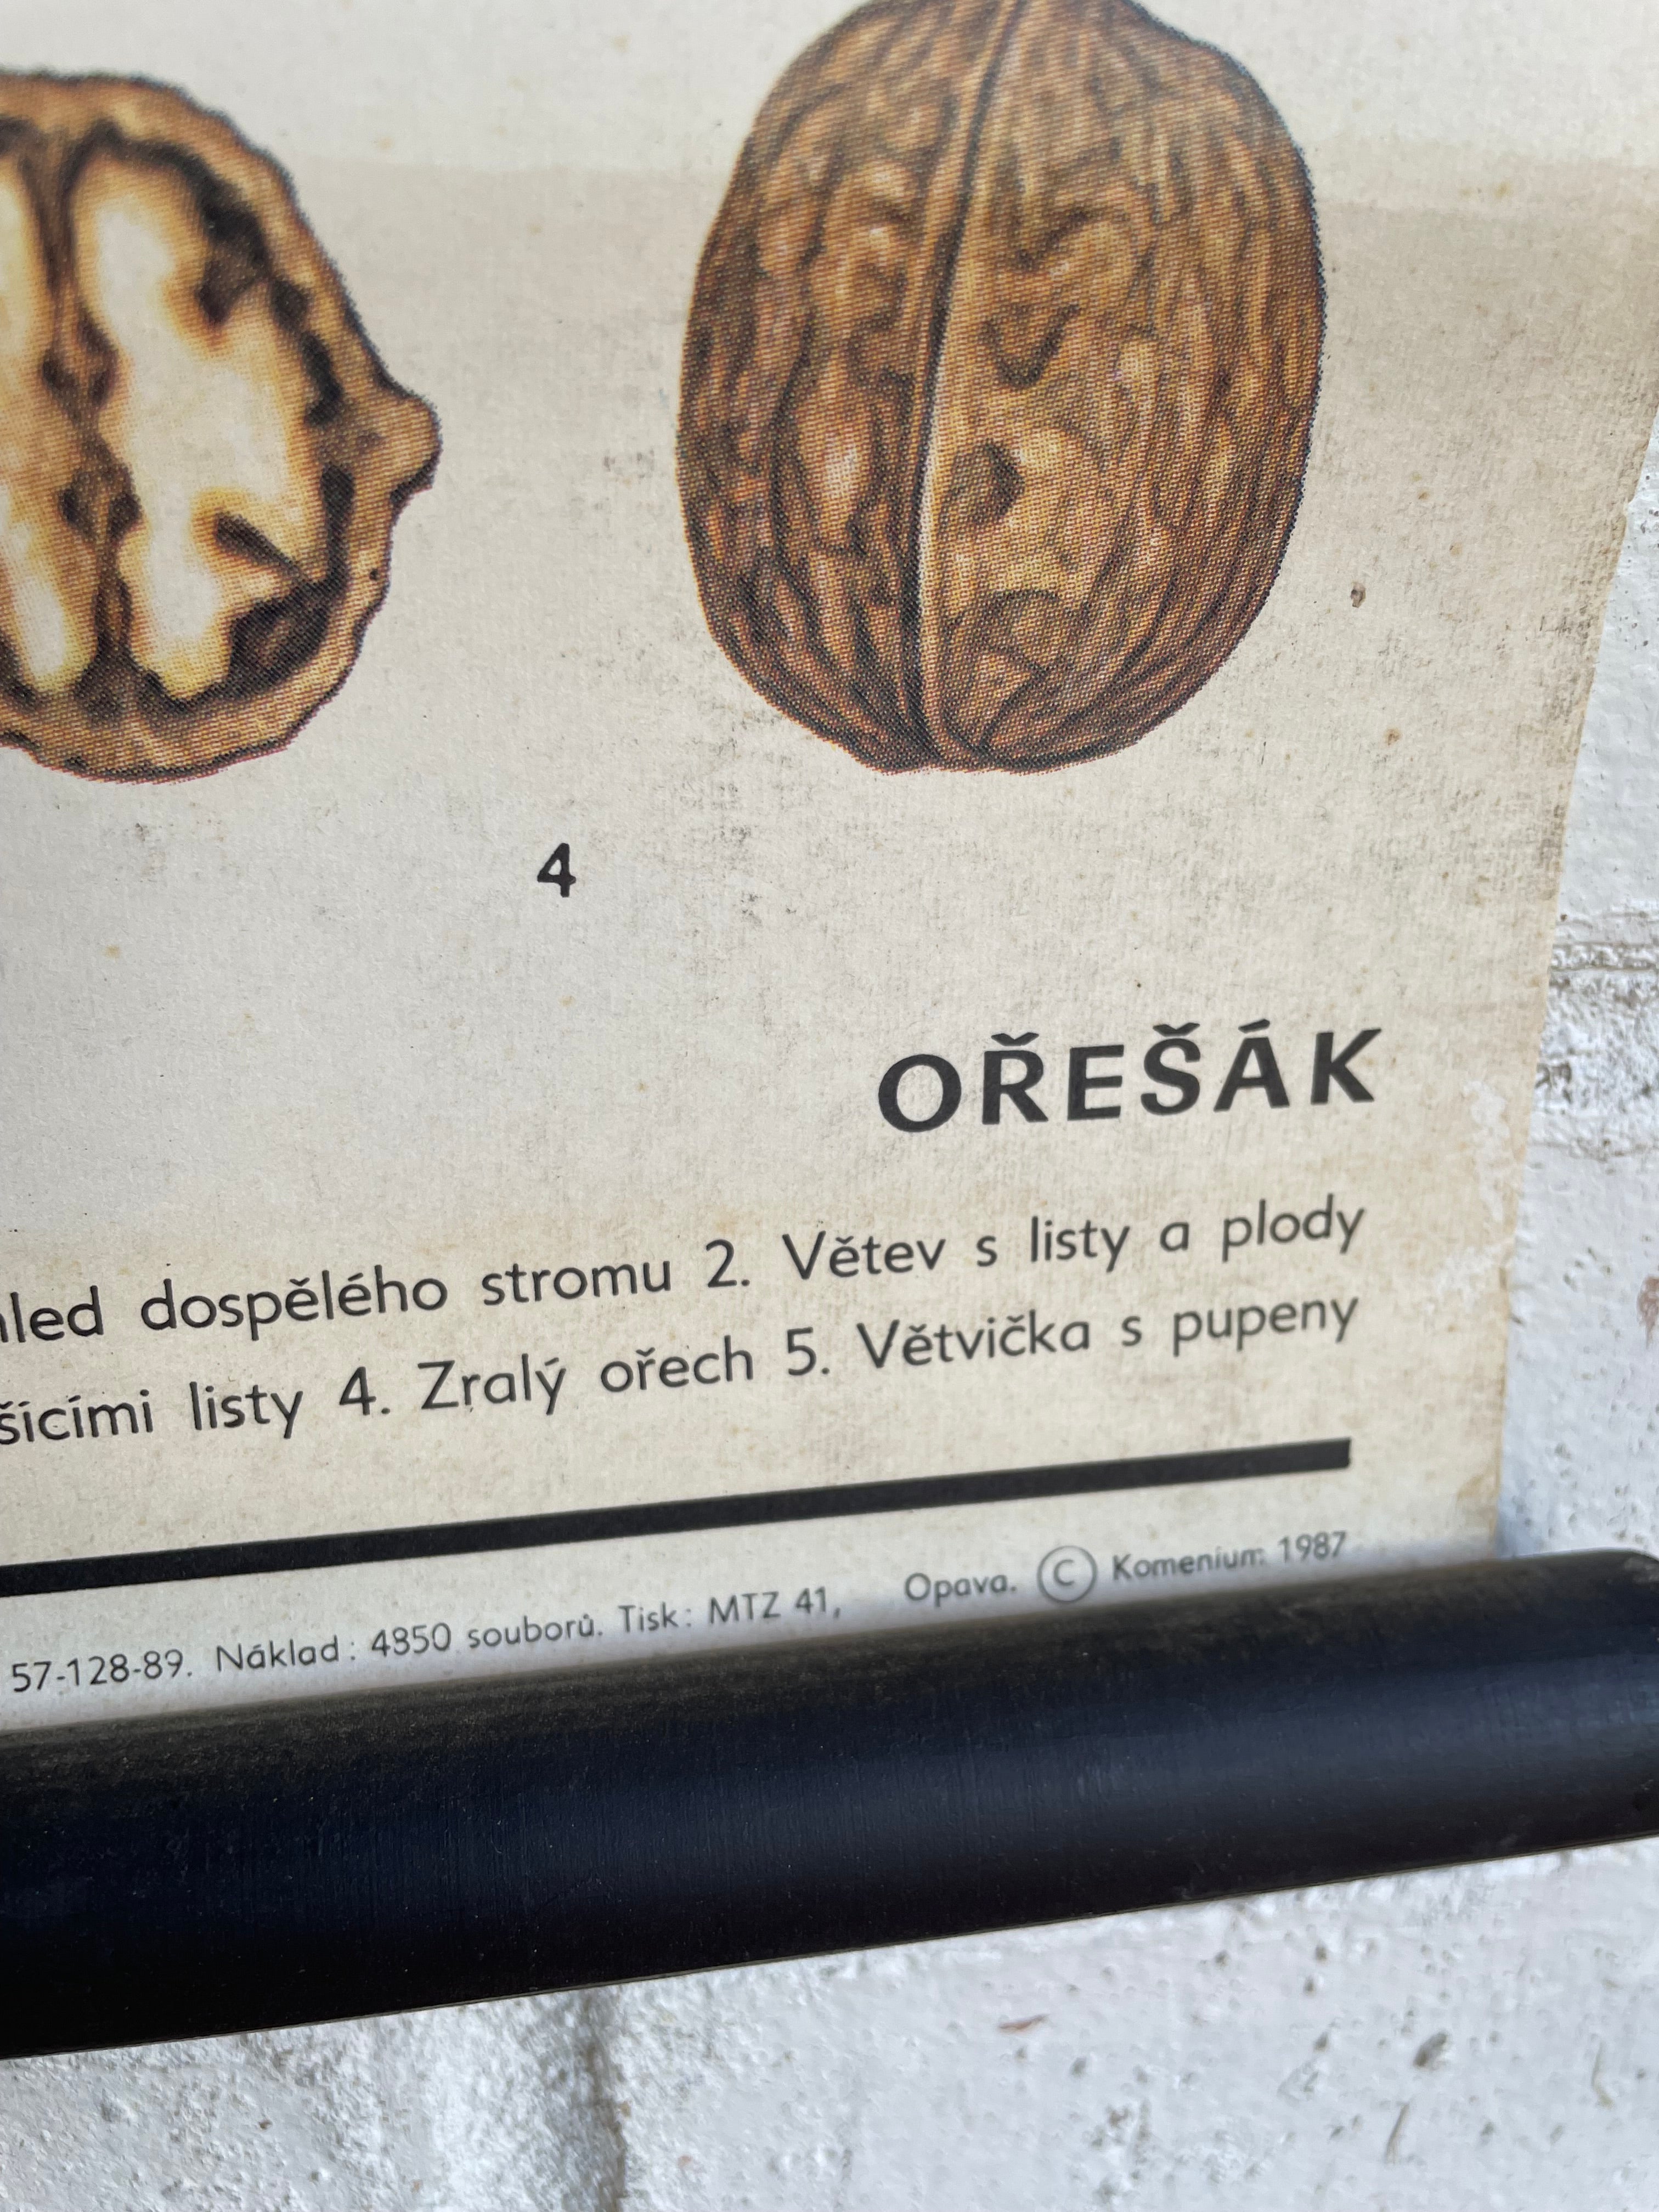 4
OŘEŠÁK
hled dospělého stromu 2. Větev s listy a plody
šícími listy 4. Zralý ořech 5. Větvička s pupeny
57-128-89. Náklad: 4850 souborů. Tisk: MTZ 41, Opava. © Komenium 1987